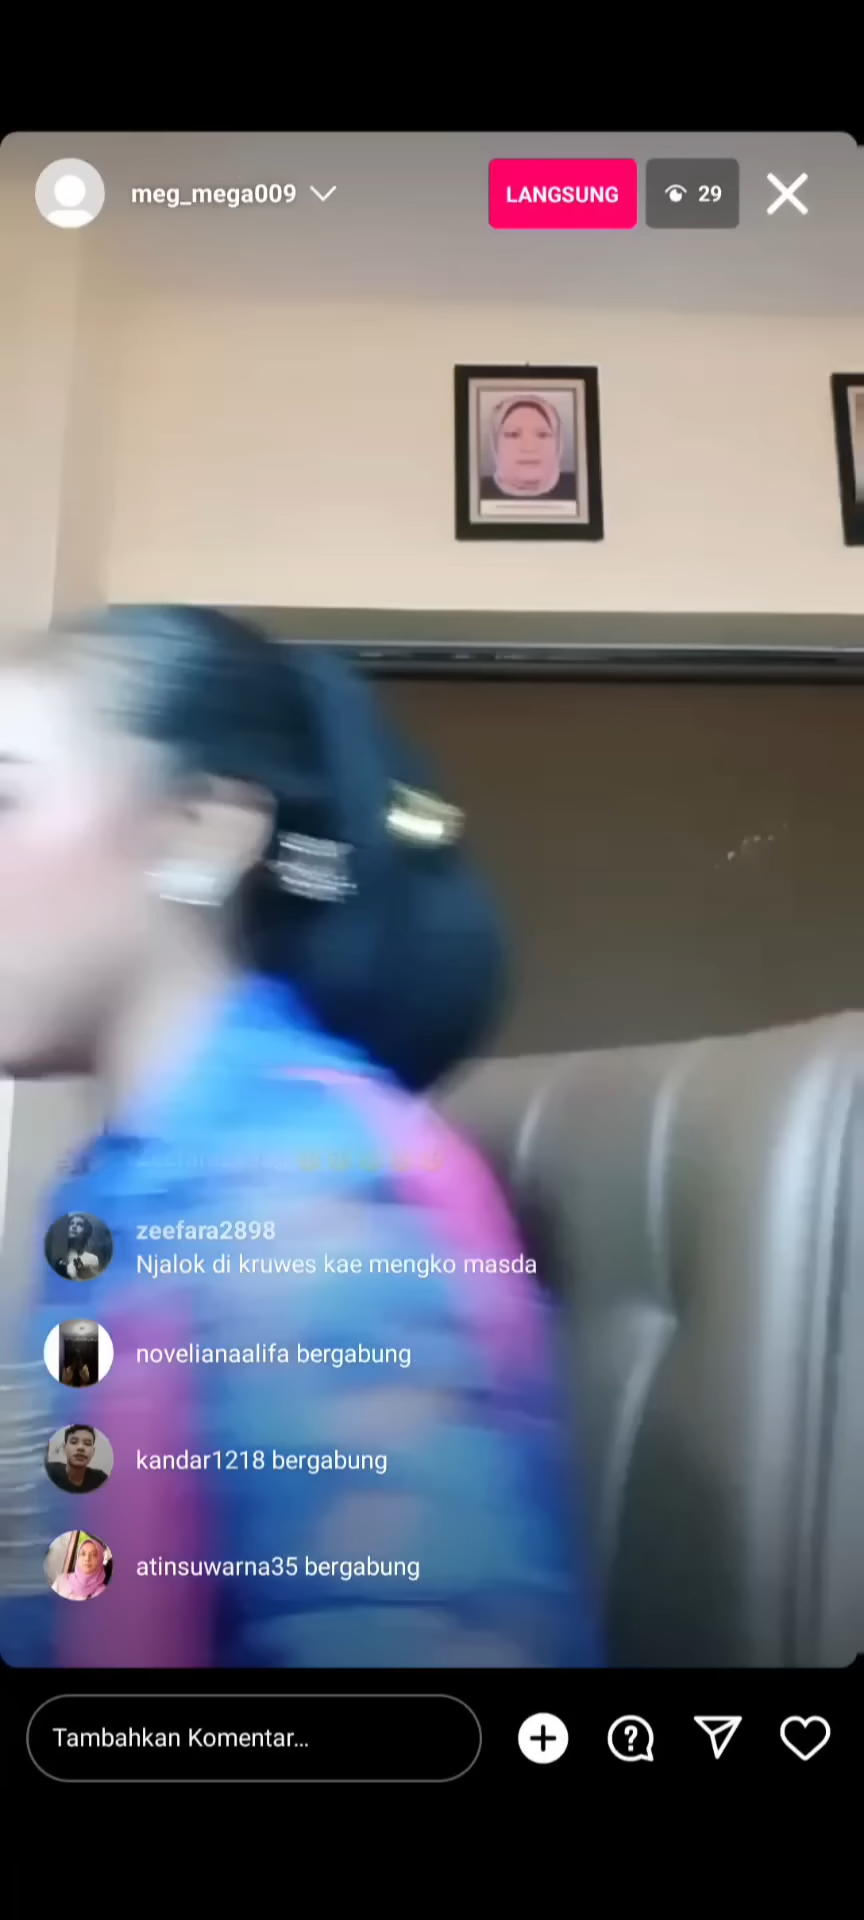 meg_mega009
LANGSUNG
29
zeefara2898
Njalok di kruwes kae mengko masda
novelianaalifa bergabung
kandar1218 bergabung
atinsuwarna35 bergabung
Tambahkan Komentar...